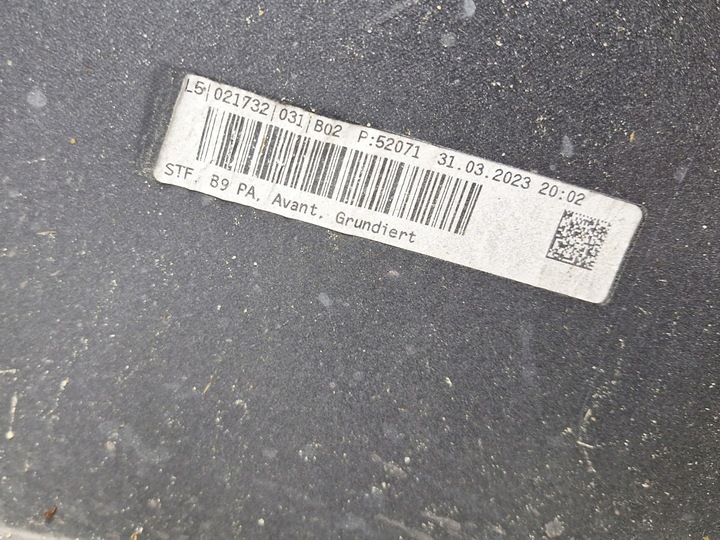 L5|021732|031|B02 P:52071 31.03.2023 20:02
STF. B9 PA, Avant, Grundiert